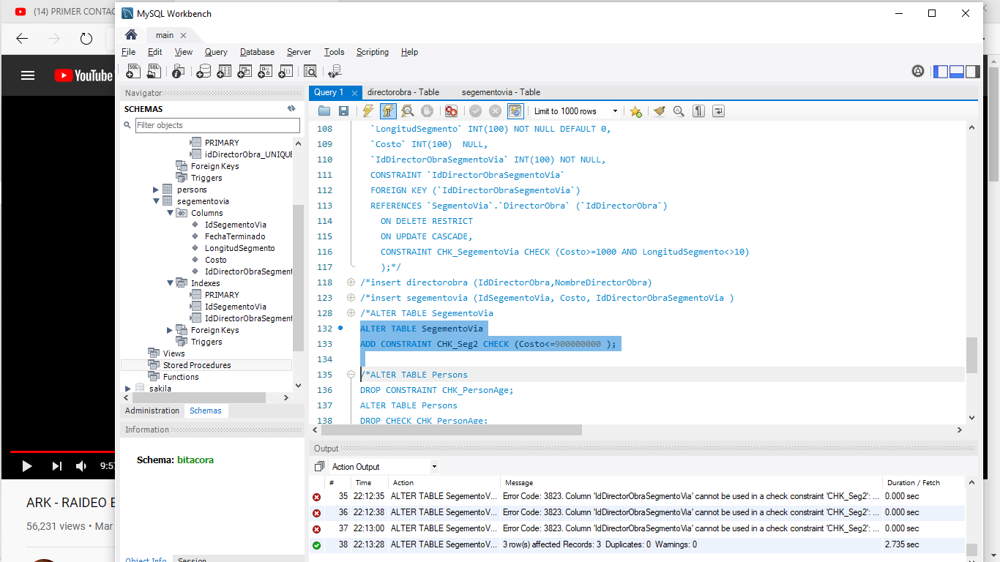 (14) PRIMER CONTAC
MySQL Workbench
main
File Edit View Query Database Server Tools Scripting Help
YouTube
Navigator
SCHEMAS
Filter objects
PRIMARY
idDirectorObra_UNIQUE
Foreign Keys
Triggers
persons
segementovia
Columns
IdSegementoVia
FechaTerminado
LongitudSegmento
Costo
IdDirectorObraSegment
Indexes
PRIMARY
IdSegementoVia
IdDirectorObraSegment
Foreign Keys
Triggers
Views
Stored Procedures
Functions
sakila
Administration Schemas
Information
Schema: bitacora
Object Info Session
Query 1 directorobra - Table segementovia - Table
Limit to 1000 rows
108 `LongitudSegmento` INT(100) NOT NULL DEFAULT 0,
109 `Costo` INT(100) NULL,
110 `IdDirectorObraSegmentoVia` INT(100) NOT NULL,
111 CONSTRAINT `IdDirectorObraSegmentoVia`
112 FOREIGN KEY (`IdDirectorObraSegmentoVia`)
113 REFERENCES `SegmentoVia`.`DirectorObra` (`IdDirectorObra`)
114 ON DELETE RESTRICT
115 ON UPDATE CASCADE,
116 CONSTRAINT CHK_SegementoVia CHECK (Costo>=1000 AND LongitudSegmento<>10)
117 );*/
118 /*insert directorobra (IdDirectorObra,NombreDirectorObra)
123 /*insert segementovia (IdSegementoVia, Costo, IdDirectorObraSegmentoVia )
128 /*ALTER TABLE SegementoVia
132 ALTER TABLE SegementoVia
133 ADD CONSTRAINT CHK_Seg2 CHECK (Costo<=900000000 );
134
135 /*ALTER TABLE Persons
136 DROP CONSTRAINT CHK_PersonAge;
137 ALTER TABLE Persons
138 DROP CHECK CHK_PersonAge;
Output
Action Output
# Time Action Message Duration / Fetch
35 22:12:35 ALTER TABLE SegementoV... Error Code: 3823. Column 'IdDirectorObraSegmentoVia' cannot be used in a check constraint 'CHK_Seg2': ... 0.000 sec
36 22:12:38 ALTER TABLE SegementoV... Error Code: 3823. Column 'IdDirectorObraSegmentoVia' cannot be used in a check constraint 'CHK_Seg2': ... 0.000 sec
37 22:13:00 ALTER TABLE SegementoV... Error Code: 3823. Column 'IdDirectorObraSegmentoVia' cannot be used in a check constraint 'CHK_Seg2': ... 0.000 sec
38 22:13:28 ALTER TABLE SegementoV... 3 row(s) affected Records: 3 Duplicates: 0 Warnings: 0 2.735 sec
9:57
ARK - RAIDEO E
56,231 views • Mar